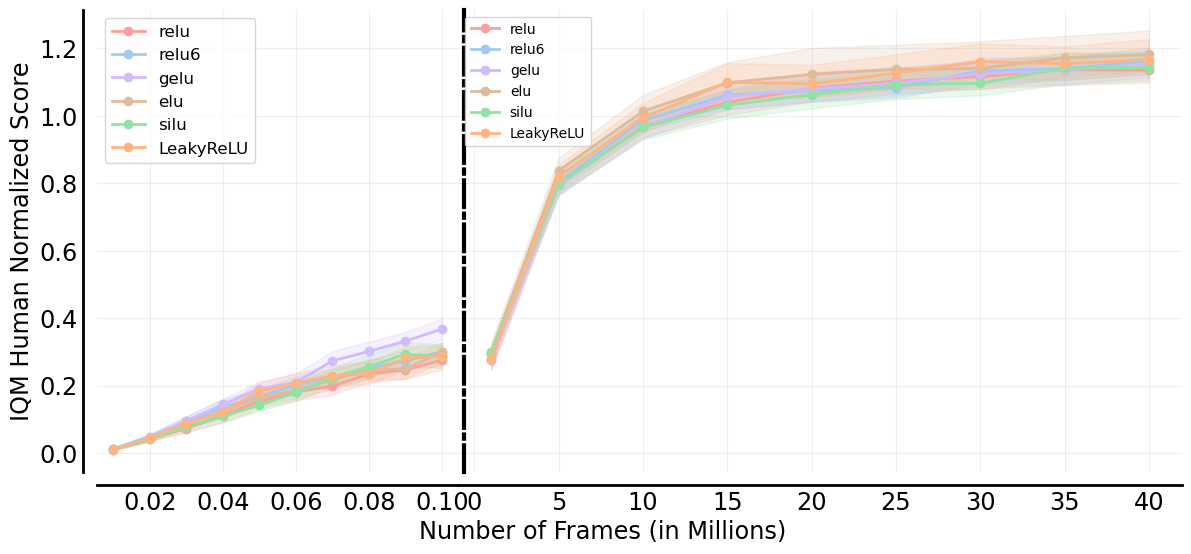 IQM Human Normalized Score
1.2
1.0
0.8
0.6
0.4
0.2
0.0
relu
relu6
gelu
elu
silu
LeakyReLU
relu
relu6
gelu
elu
silu
LeakyReLU
0.02 0.04 0.06 0.08 0.10 0 5 10 15 20 25 30 35 40
Number of Frames (in Millions)